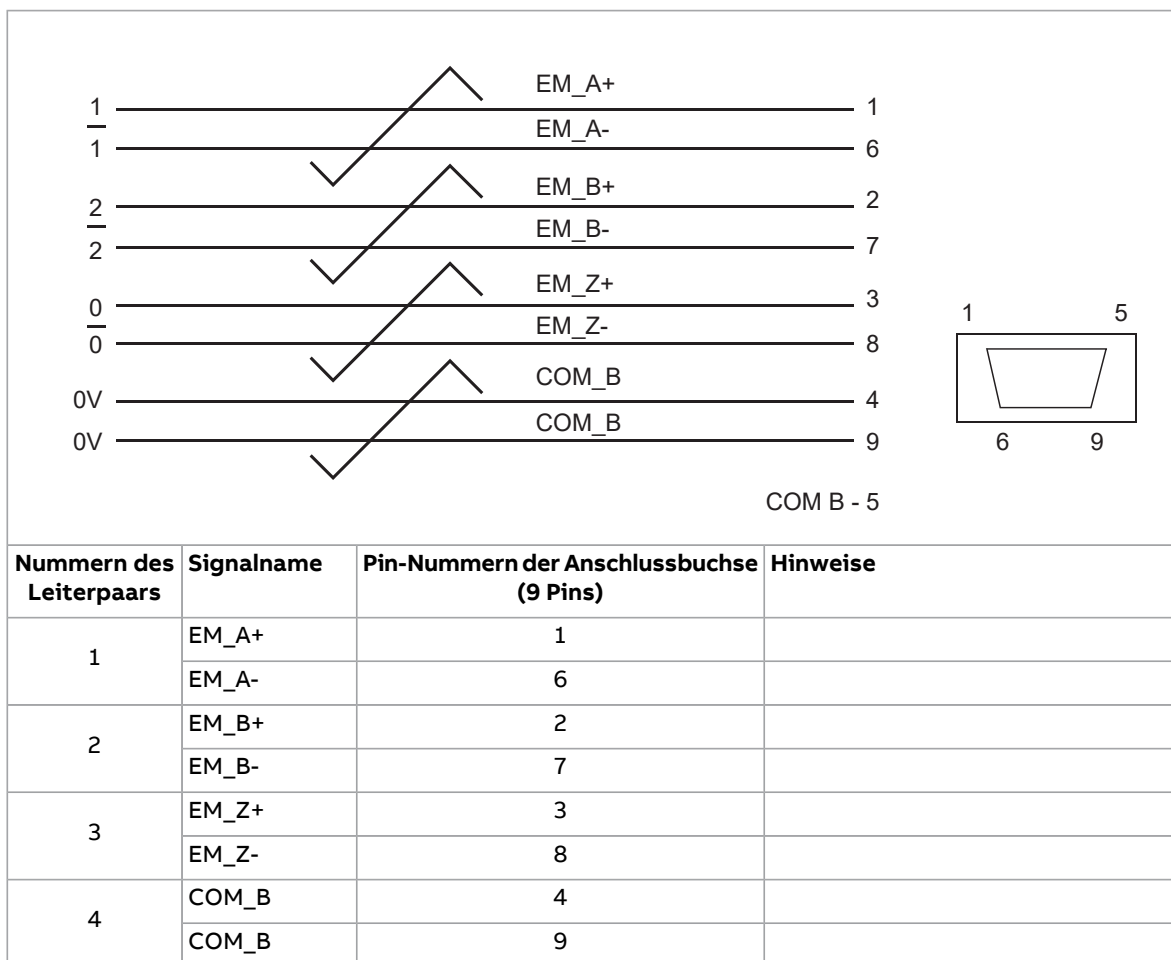 EM_A+
1 1
EM_A-
1 6
EM_B+
2 2
EM_B-
2 7
EM_Z+
0 3
EM_Z-
0 8
COM_B
0V 4
COM_B
0V 9
COM B - 5
1 5
6 9
Nummern des Leiterpaars Signalname Pin-Nummern der Anschlussbuchse (9 Pins) Hinweise
1 EM_A+ 1
EM_A- 6
2 EM_B+ 2
EM_B- 7
3 EM_Z+ 3
EM_Z- 8
4 COM_B 4
COM_B 9